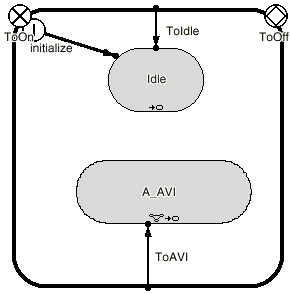 ToIdle
ToOn
ToOff
I
initialize
Idle
A_AVI
ToAVI